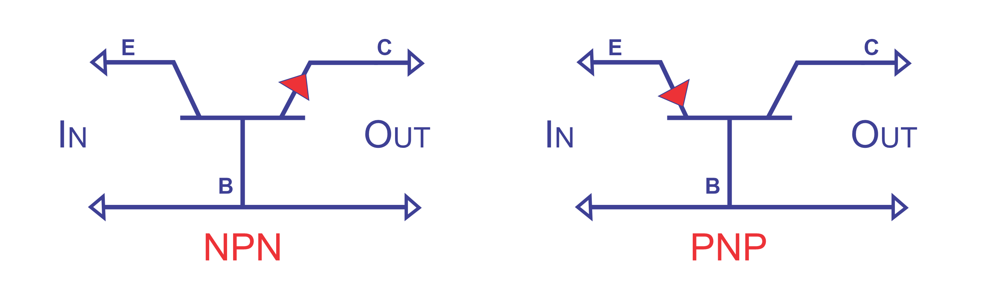 E C E C
IN OUT IN OUT
B B
NPN PNP